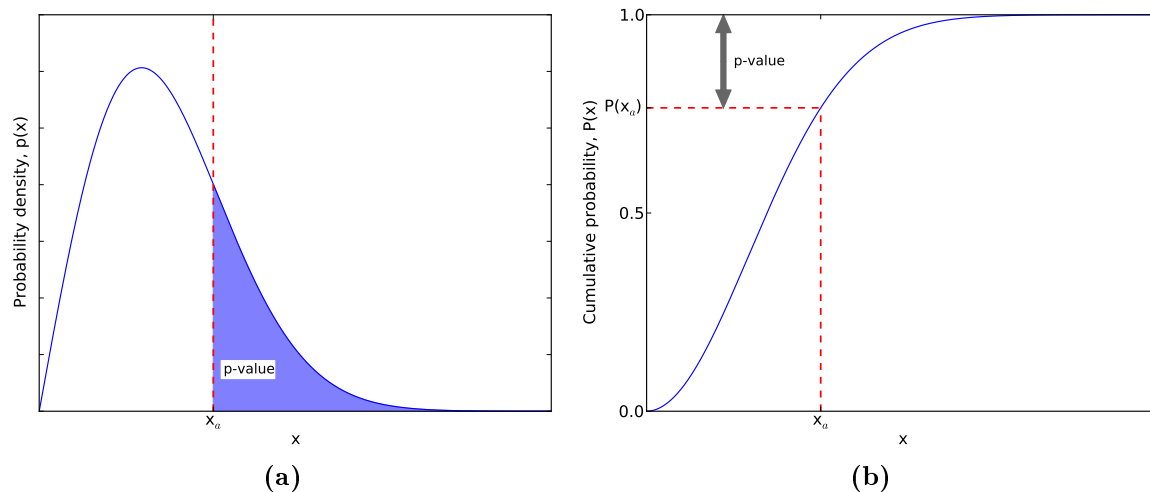 Probability density, p(x)
p-value
xₐ
x
(a)
Cumulative probability, P(x)
1.0
P(xₐ)
0.5
0.0
p-value
xₐ
x
(b)